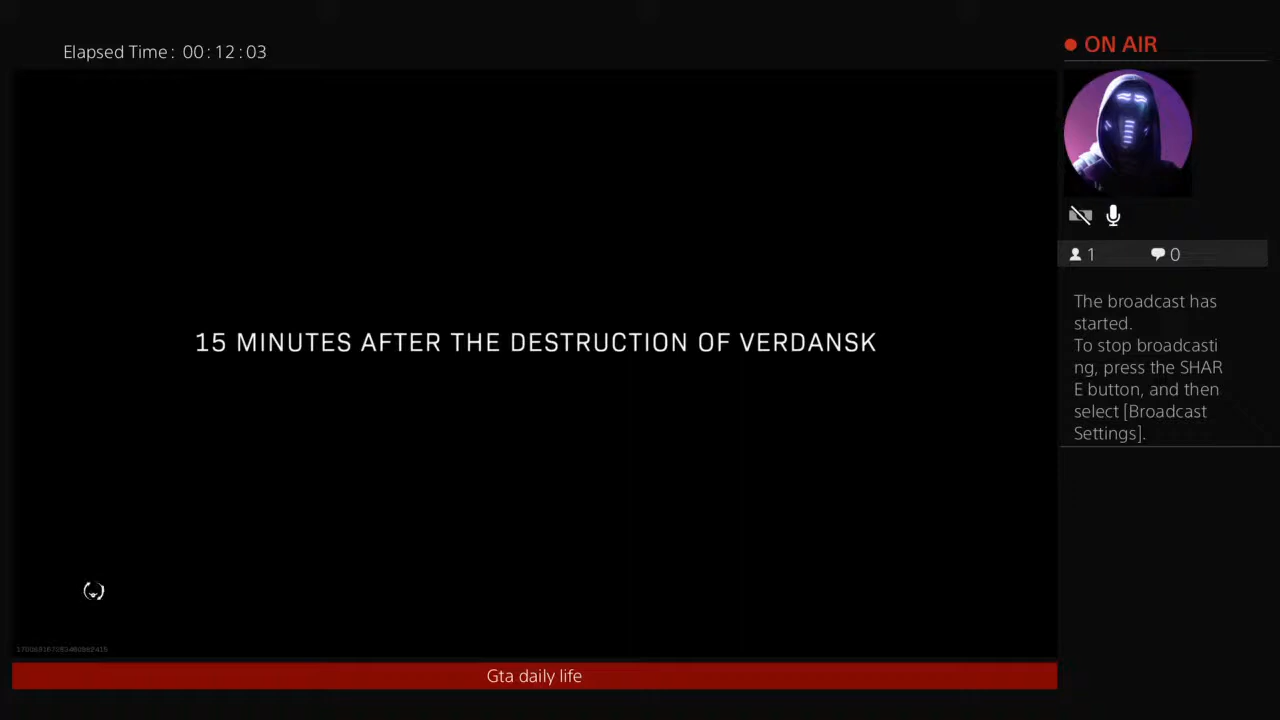 Elapsed Time: 00:12:03
ON AIR
1 0
15 MINUTES AFTER THE DESTRUCTION OF VERDANSK
The broadcast has
started.
To stop broadcasti
ng, press the SHAR
E button, and then
select [Broadcast
Settings].
Gta daily life